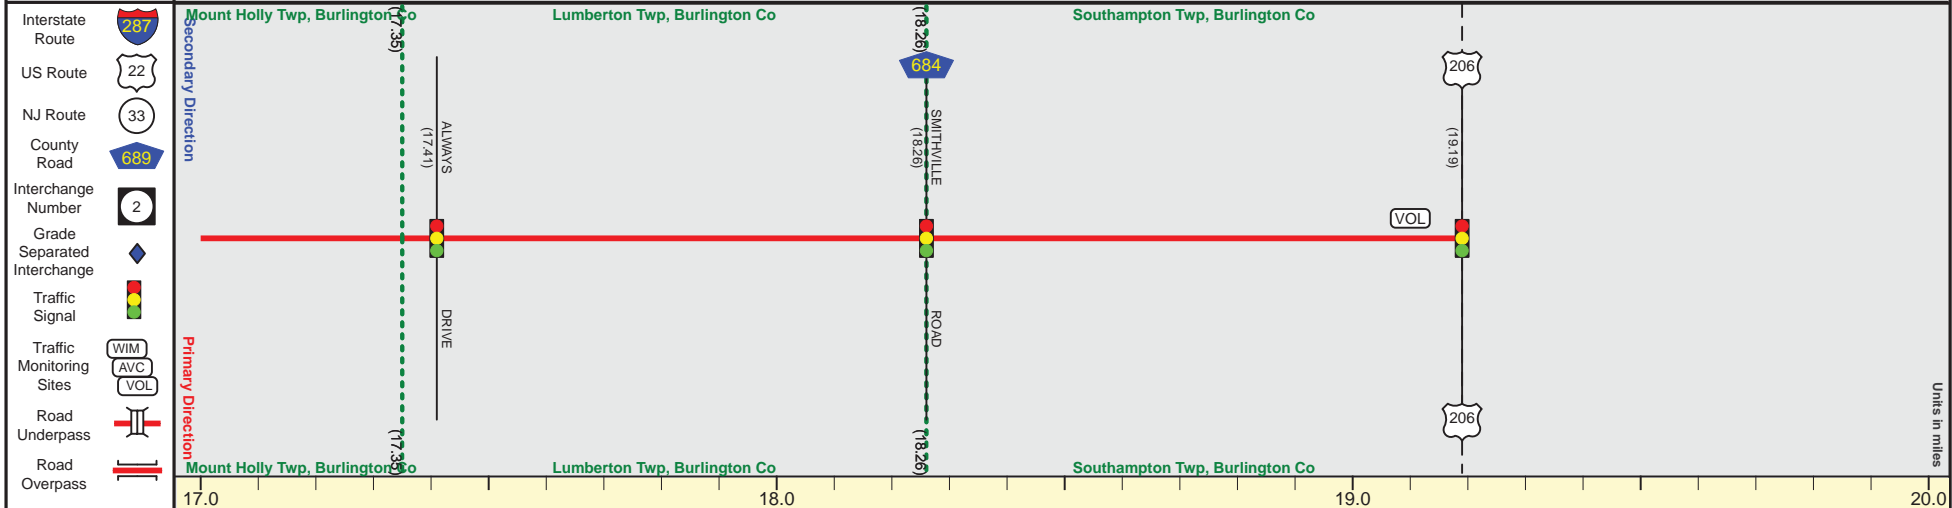 Interstate
Route
287
US Route
22
NJ Route
33
County
Road
689
Interchange
Number
2
Grade
Separated
Interchange
Traffic
Signal
Traffic
Monitoring
Sites
WIM
AVC
VOL
Road
Underpass
Road
Overpass
Secondary Direction
Primary Direction
Mount Holly Twp, Burlington Co
Lumberton Twp, Burlington Co
Southampton Twp, Burlington Co
(17.35)
(18.26)
684
206
ALWAYS
(17.41)
SMITHVILLE
(18.26)
(19.19)
VOL
DRIVE
ROAD
206
(17.35)
(18.26)
Mount Holly Twp, Burlington Co
Lumberton Twp, Burlington Co
Southampton Twp, Burlington Co
Units in miles
17.0
18.0
19.0
20.0